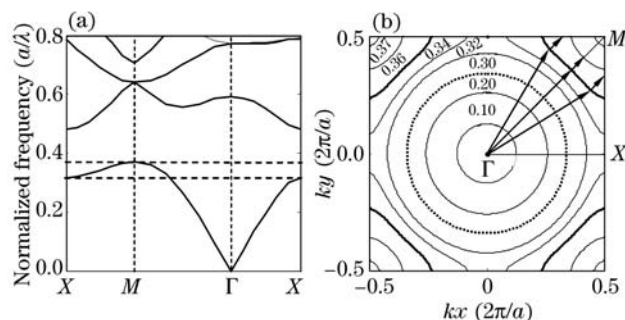 (a)
Normalized frequency (a/λ)
0.8
0.6
0.4
0.2
0.0
X M Γ X
(b)
ky (2π/a)
0.5
0.0
-0.5
0.37
0.36
0.34
0.32
0.30
0.20
0.10
Γ
M
X
-0.5 0 0.5
kx (2π/a)